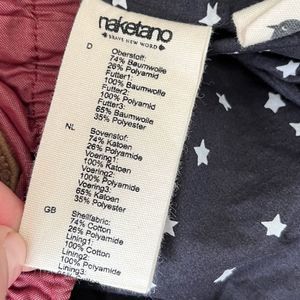 naketano
BRAVE NEW WORD
D
Oberstoff:
74% Baumwolle
26% Polyamid
Futter1:
100% Baumwolle
Futter2:
100% Polyamid
Futter3:
65% Baumwolle
35% Polyester
NL
Bovenstof:
74% Katoen
26% Polyamide
Voering1:
100% Katoen
Voering2:
100% Polyamide
Voering3:
65% Katoen
35% Polyester
GB
Shellfabric:
74% Cotton
26% Polyamide
Lining1:
100% Cotton
Lining2:
100% Polyamide
Lining3: